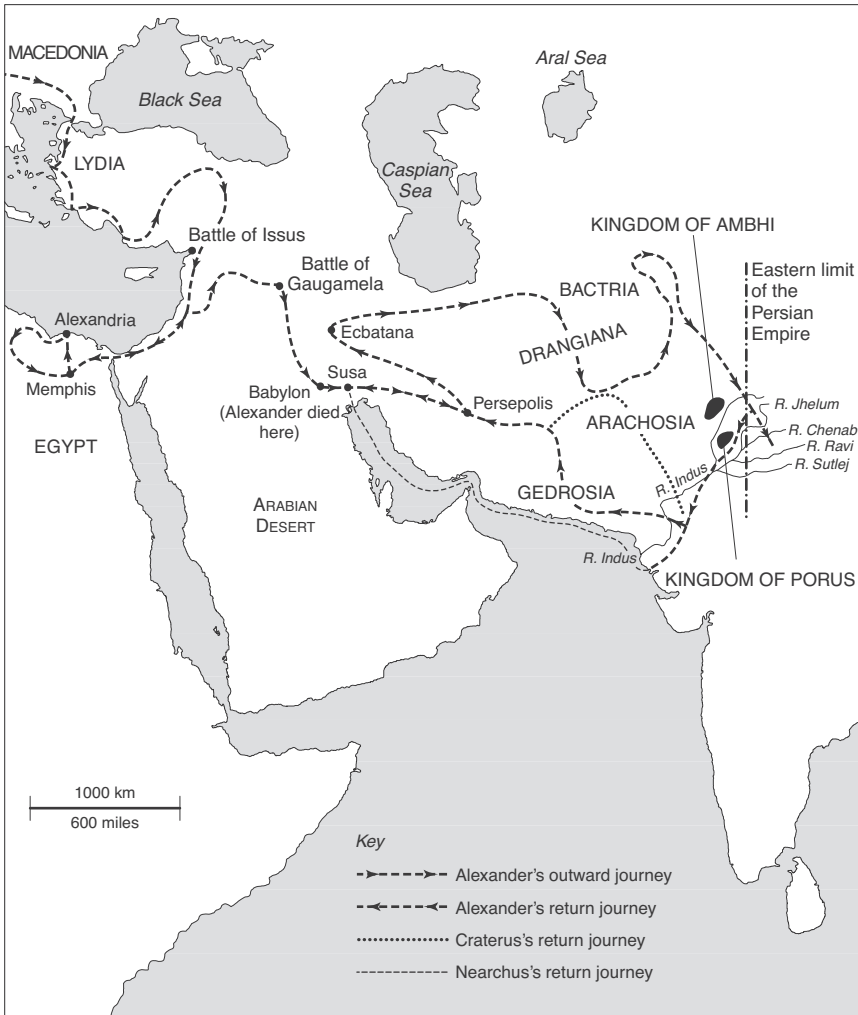 MACEDONIA
Black Sea
Aral Sea
LYDIA
Caspian
Sea
KINGDOM OF AMBHI
Battle of Issus
Battle of
Gaugamela
BACTRIA
Eastern limit
of the
Persian
Empire
Alexandria
Ecbatana
DRANGIANA
Memphis
Susa
Babylon
(Alexander died
here)
Persepolis
ARACHOSIA
R. Jhelum
R. Chenab
R. Ravi
R. Sutlej
EGYPT
R. Indus
GEDROSIA
ARABIAN
DESERT
R. Indus
KINGDOM OF PORUS
1000 km
600 miles
Key
Alexander's outward journey
Alexander's return journey
Craterus's return journey
Nearchus's return journey